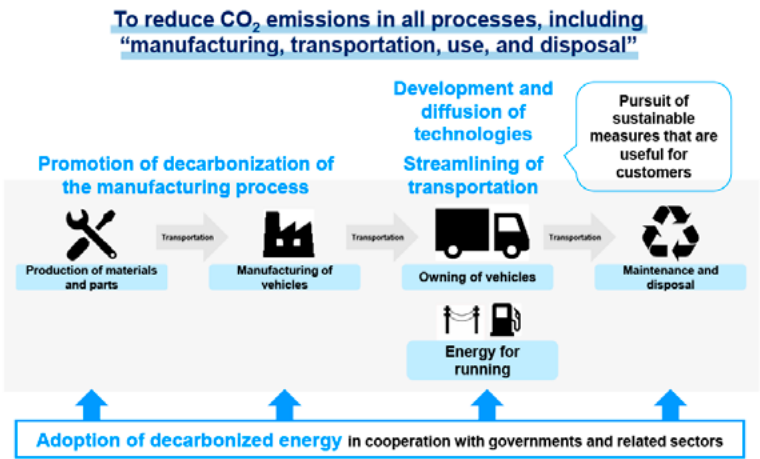 To reduce CO2 emissions in all processes, including
“manufacturing, transportation, use, and disposal”
Development and
diffusion of
technologies
Pursuit of
sustainable
measures that are
useful for
customers
Promotion of decarbonization of
the manufacturing process
Streamlining of
transportation
Transportation
Transportation
Transportation
Production of materials
and parts
Manufacturing of
vehicles
Owning of vehicles
Maintenance and
disposal
Energy for
running
Adoption of decarbonized energy in cooperation with governments and related sectors